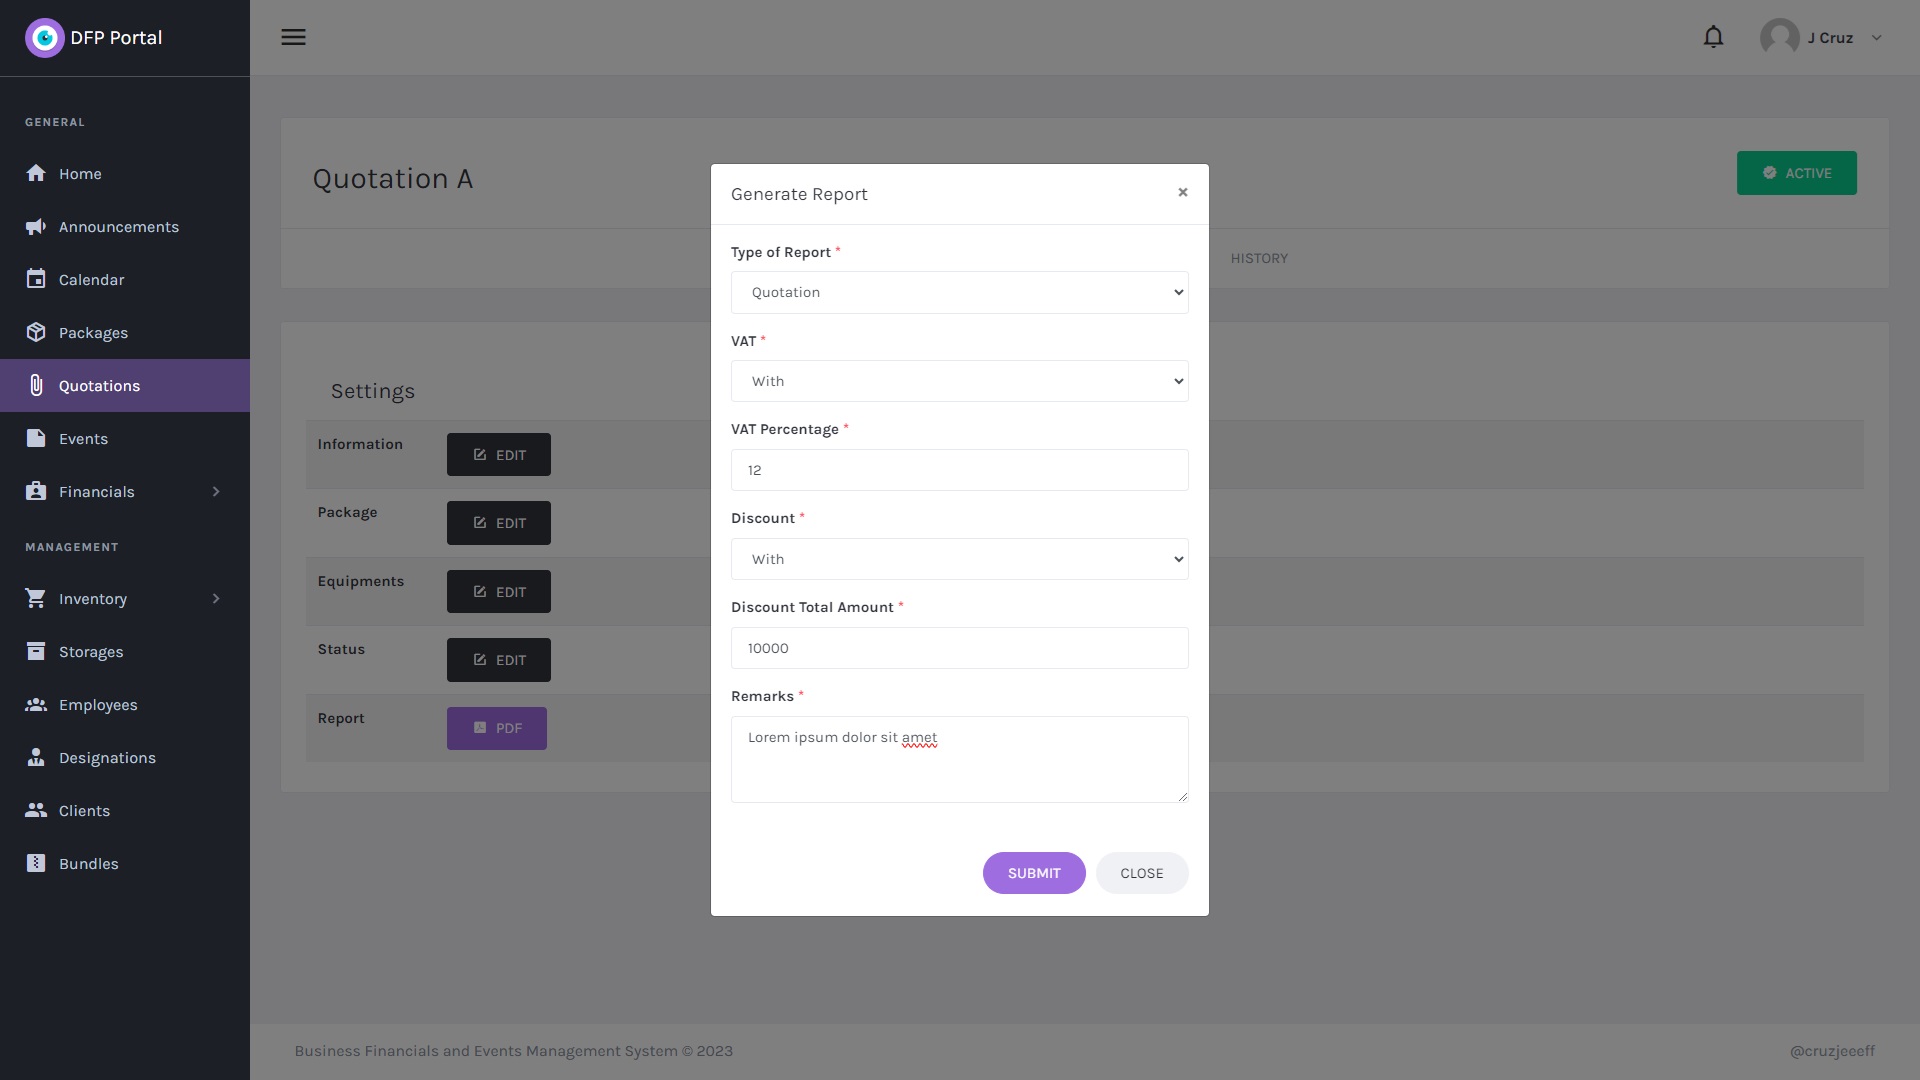 DFP Portal
J Cruz
GENERAL
Home
Announcements
Calendar
Packages
Quotations
Events
Financials
MANAGEMENT
Inventory
Storages
Employees
Designations
Clients
Bundles
Quotation A
ACTIVE
HISTORY
Settings
Information EDIT
Package EDIT
Equipments EDIT
Status EDIT
Report PDF
Generate Report ×
Type of Report *
Quotation
VAT *
With
VAT Percentage *
12
Discount *
With
Discount Total Amount *
10000
Remarks *
Lorem ipsum dolor sit amet
SUBMIT CLOSE
Business Financials and Events Management System © 2023
@cruzjeeeff